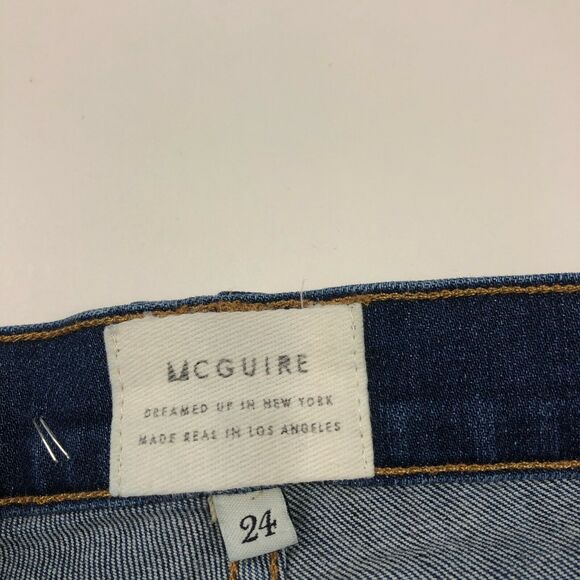 MCGUIRE
DREAMED UP IN NEW YORK
MADE REAL IN LOS ANGELES
24